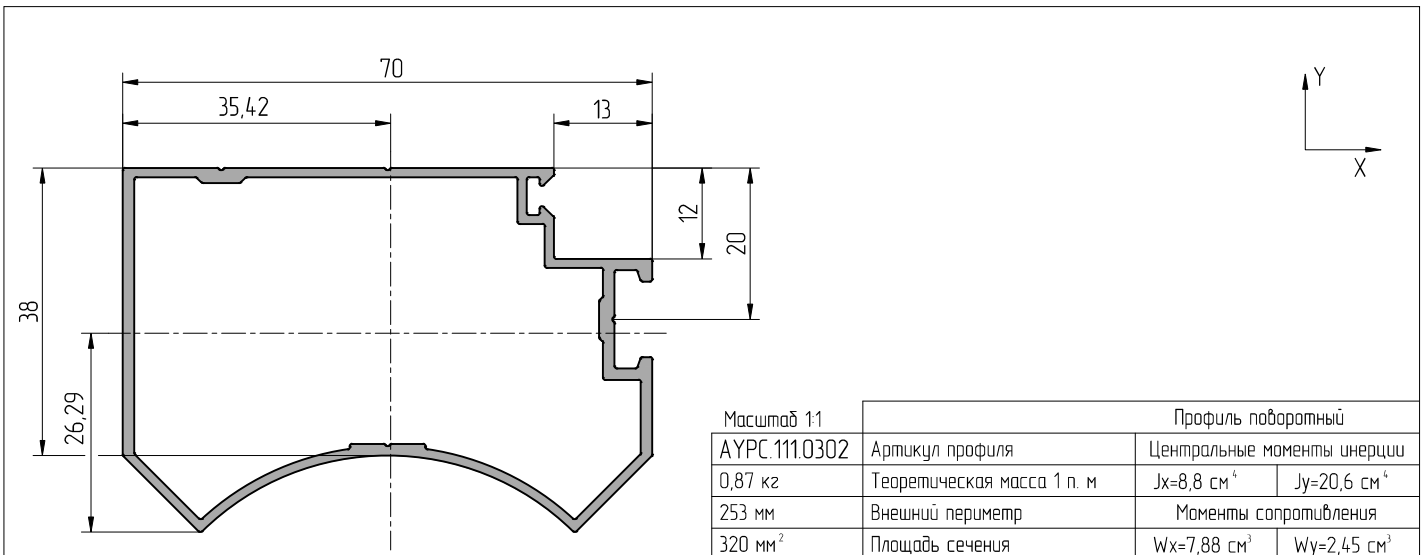 70
35,42
13
Y
X
12
20
38
26,29
Масштаб 1:1
Профиль поворотный
AYPC.111.0302
Артикул профиля
Центральные моменты инерции
0,87 кг
Теоретическая масса 1 п. м
Jx=8,8 см⁴
Jy=20,6 см⁴
253 мм
Внешний периметр
Моменты сопротивления
320 мм²
Площадь сечения
Wx=7,88 см³
Wy=2,45 см³